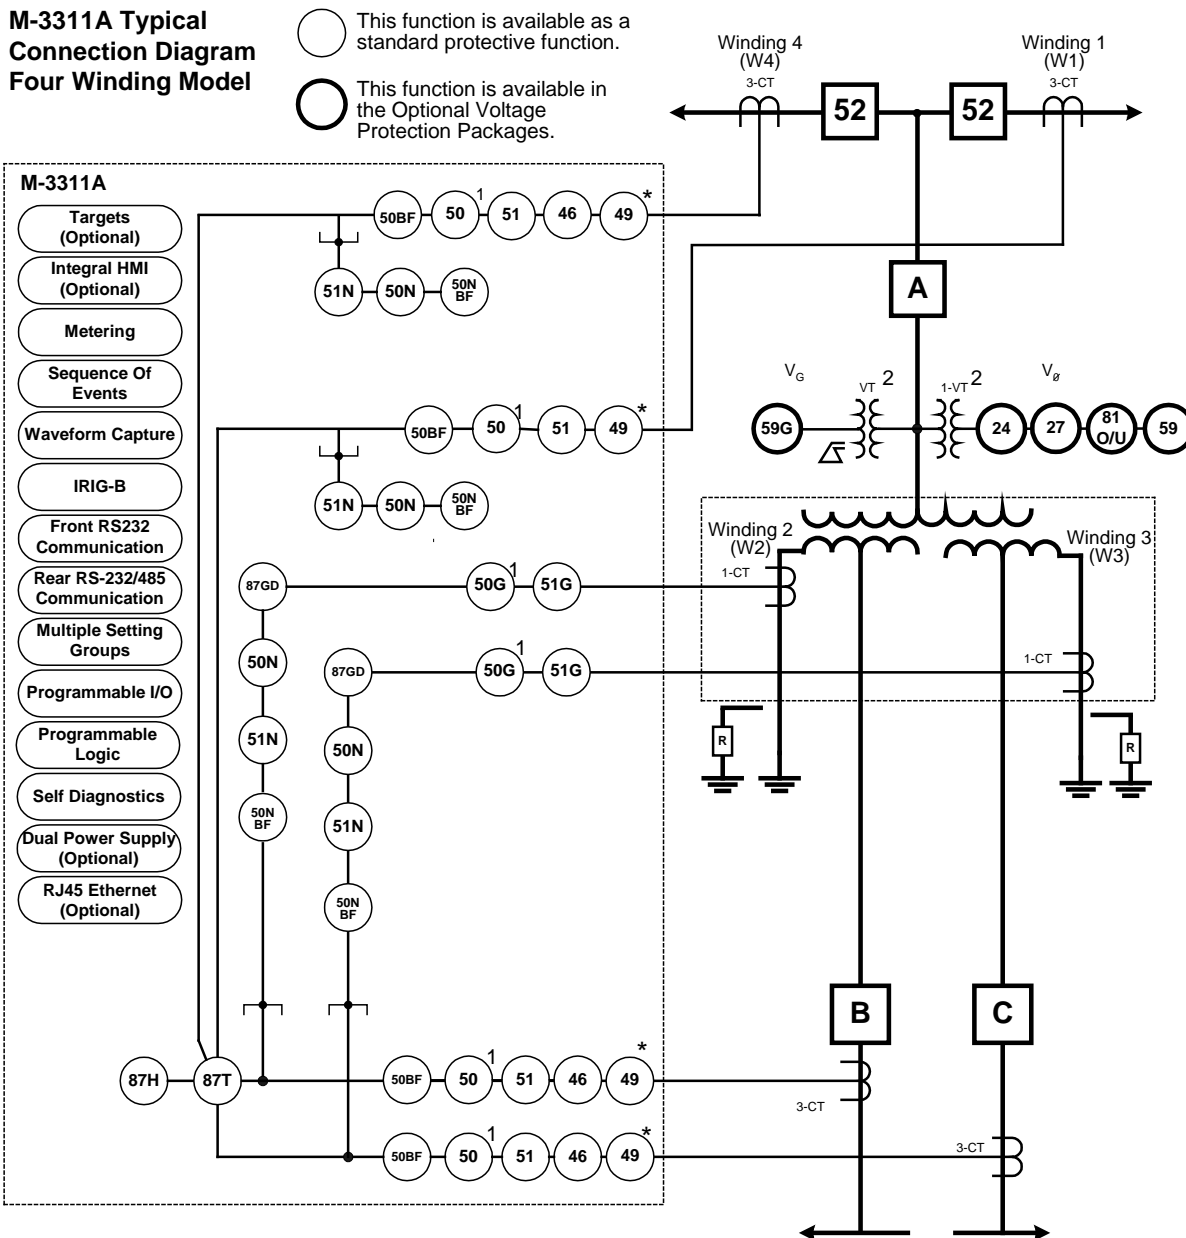 M-3311A Typical
Connection Diagram
Four Winding Model
This function is available as a
standard protective function.
This function is available in
the Optional Voltage
Protection Packages.
Winding 4
(W4)
3-CT
Winding 1
(W1)
3-CT
52
52
M-3311A
Targets
(Optional)
Integral HMI
(Optional)
Metering
Sequence Of
Events
Waveform Capture
IRIG-B
Front RS232
Communication
Rear RS-232/485
Communication
Multiple Setting
Groups
Programmable I/O
Programmable
Logic
Self Diagnostics
Dual Power Supply
(Optional)
RJ45 Ethernet
(Optional)
50BF 50 1 51 46 49 *
51N 50N 50N
BF
A
VG VT 2 1-VT 2 Vø
59G 24 27 81
O/U 59
50BF 50 1 51 49 *
51N 50N 50N
BF
Winding 2
(W2)
1-CT
Winding 3
(W3)
1-CT
87GD 50G 1 51G
50N
51N
50N
BF
87GD 50G 1 51G
50N
51N
50N
BF
R
R
B
C
87H 87T 50BF 50 1 51 46 49 *
3-CT
50BF 50 1 51 46 49 *
3-CT